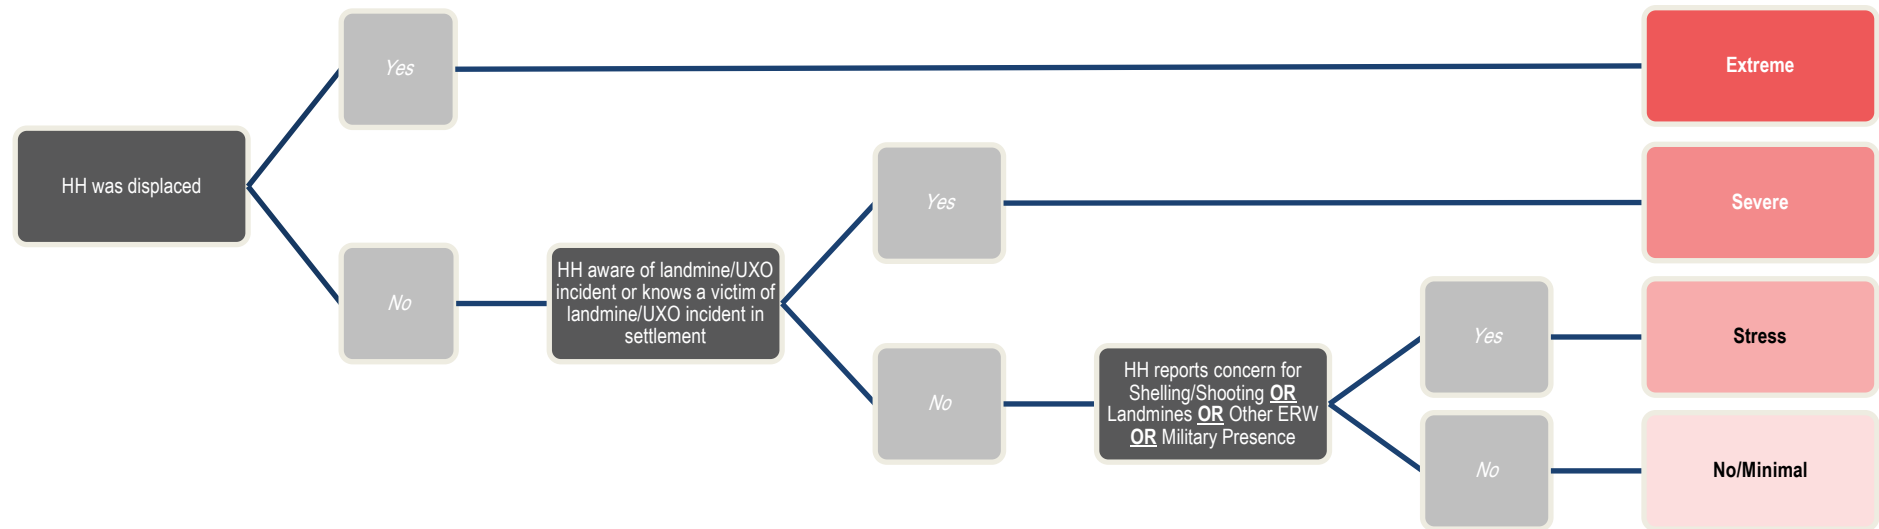 Yes
Extreme
HH was displaced
Yes
Severe
No
HH aware of landmine/UXO
incident or knows a victim of
landmine/UXO incident in
settlement
Yes
Stress
No
HH reports concern for
Shelling/Shooting OR
Landmines OR Other ERW
OR Military Presence
No
No/Minimal